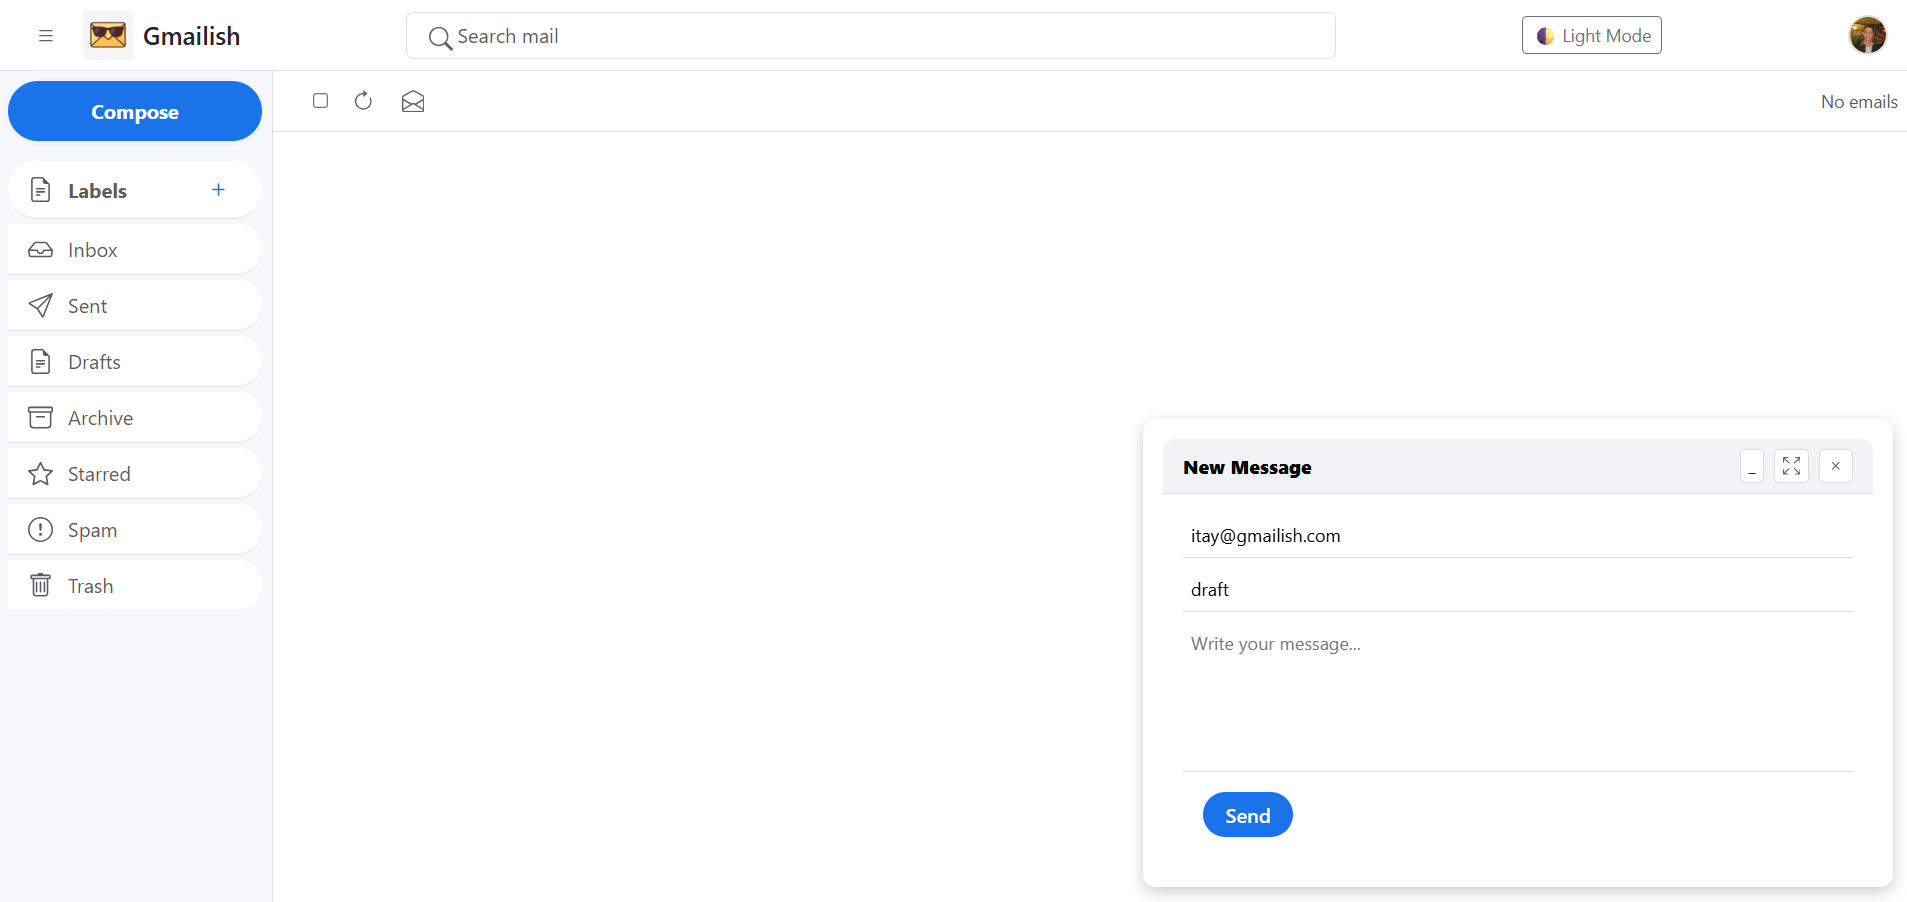 Gmailish
Search mail
Light Mode
Compose
No emails
Labels +
Inbox
Sent
Drafts
Archive
Starred
Spam
Trash
New Message
itay@gmailish.com
draft
Write your message...
Send